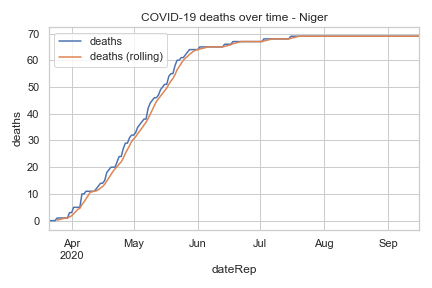 COVID-19 deaths over time - Niger
deaths
deaths (rolling)
70
60
50
40
30
20
10
0
deaths
Apr
2020
May
Jun
Jul
Aug
Sep
dateRep